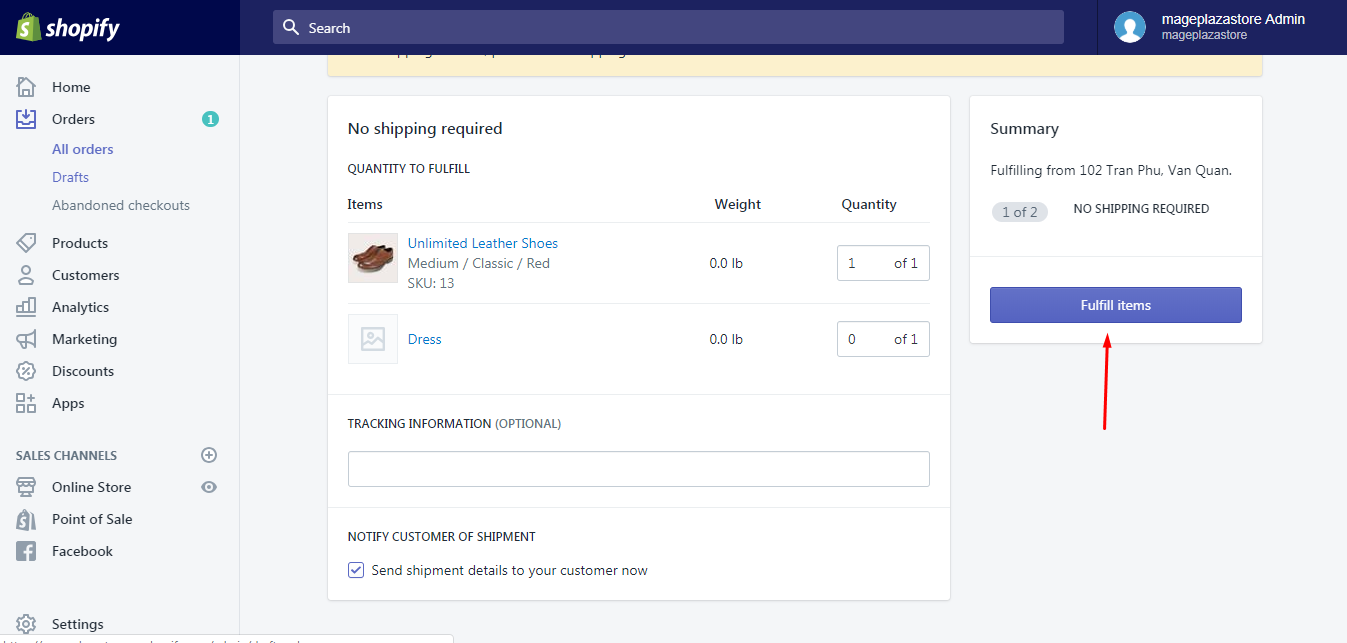 shopify
Search
mageplazastore Admin
mageplazastore
Home
Orders
1
All orders
Drafts
Abandoned checkouts
Products
Customers
Analytics
Marketing
Discounts
Apps
SALES CHANNELS
Online Store
Point of Sale
Facebook
Settings
No shipping required
QUANTITY TO FULFILL
Items Weight Quantity
Unlimited Leather Shoes
Medium / Classic / Red
SKU: 13
0.0 lb
1 of 1
Dress
0.0 lb
0 of 1
TRACKING INFORMATION (OPTIONAL)
NOTIFY CUSTOMER OF SHIPMENT
Send shipment details to your customer now
Summary
Fulfilling from 102 Tran Phu, Van Quan.
1 of 2 NO SHIPPING REQUIRED
Fulfill items